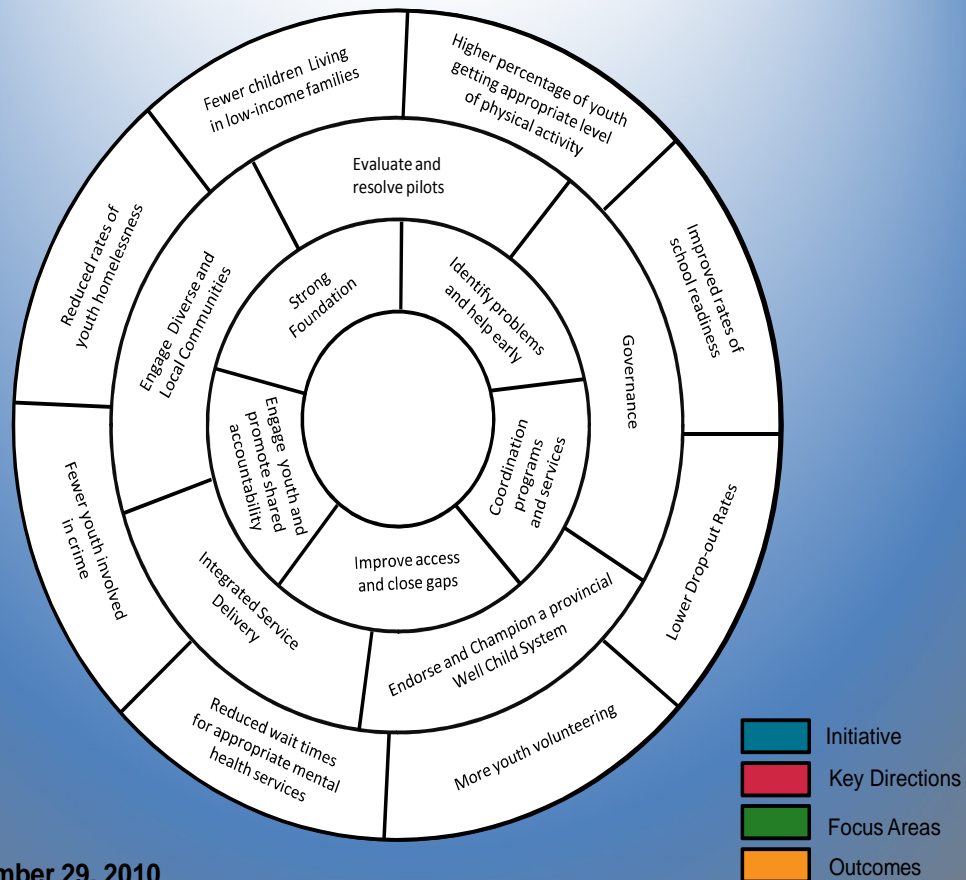 Fewer children Living
in low-income families
Higher percentage of youth
getting appropriate level
of physical activity
Improved rates of
school readiness
Lower Drop-out Rates
More youth volunteering
Reduced wait times
for appropriate mental
health services
Fewer youth involved
in crime
Reduced rates of
youth homelessness
Evaluate and
resolve pilots
Governance
Endorse and Champion a provincial
Well Child System
Integrated Service
Delivery
Engage Diverse and
Local Communities
Strong
Foundation
Identify problems
and help early
Coordination
programs
and services
Improve access
and close gaps
Engage youth and
promote shared
accountability
Initiative
Key Directions
Focus Areas
Outcomes
mber 29, 2010